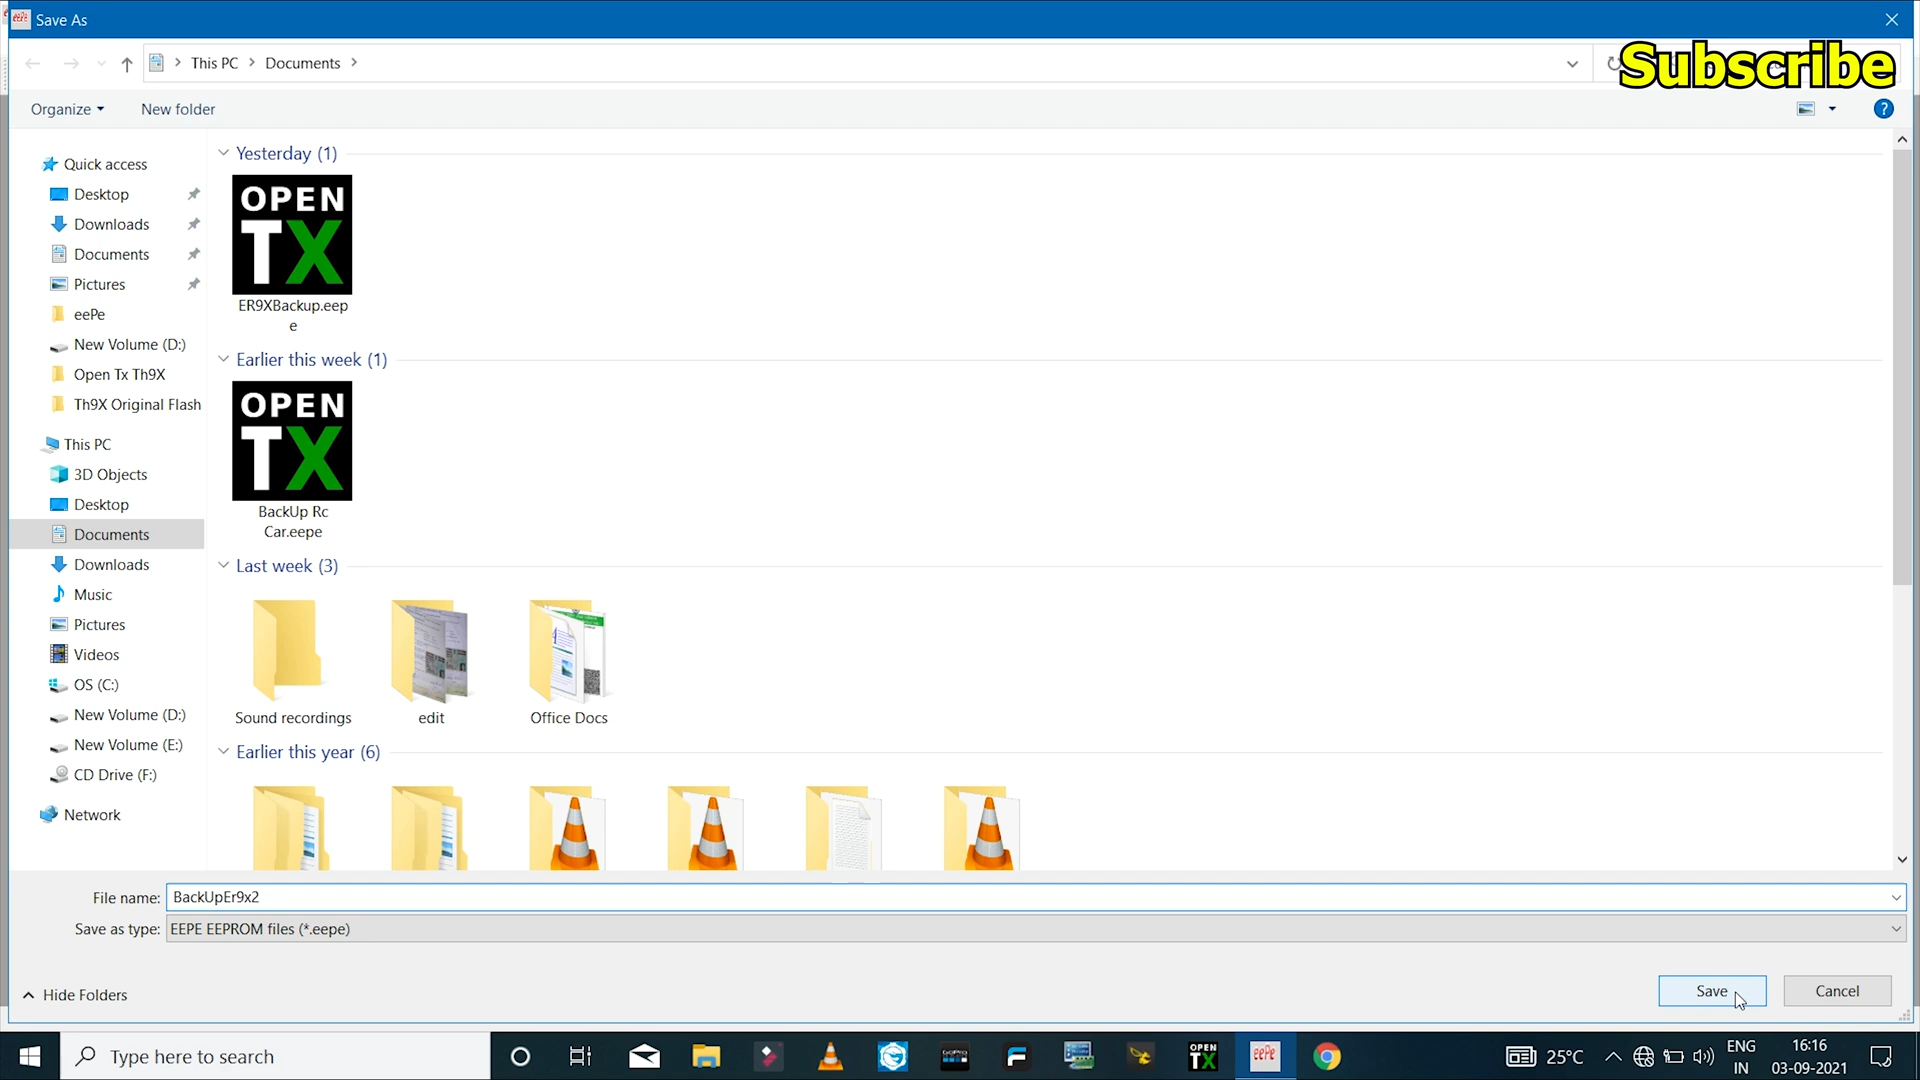 eePe Save As
Subscribe
This PC Documents
Organize New folder
?
Quick access
Desktop
Downloads
Documents
Pictures
eePe
New Volume (D:)
Open Tx Th9X
Th9X Original Flash
This PC
3D Objects
Desktop
Documents
Downloads
Music
Pictures
Videos
OS (C:)
New Volume (D:)
New Volume (E:)
CD Drive (F:)
Network
Yesterday (1)
OPEN
TX
ER9XBackup.eep
e
Earlier this week (1)
OPEN
TX
BackUp Rc
Car.eepe
Last week (3)
Sound recordings
edit
Office Docs
Earlier this year (6)
File name: BackUpEr9x2
Save as type: EEPE EEPROM files (*.eepe)
Hide Folders
Save Cancel
Type here to search
GoPro
OPEN
TX
eePe
25°C
ENG
IN
16:16
03-09-2021